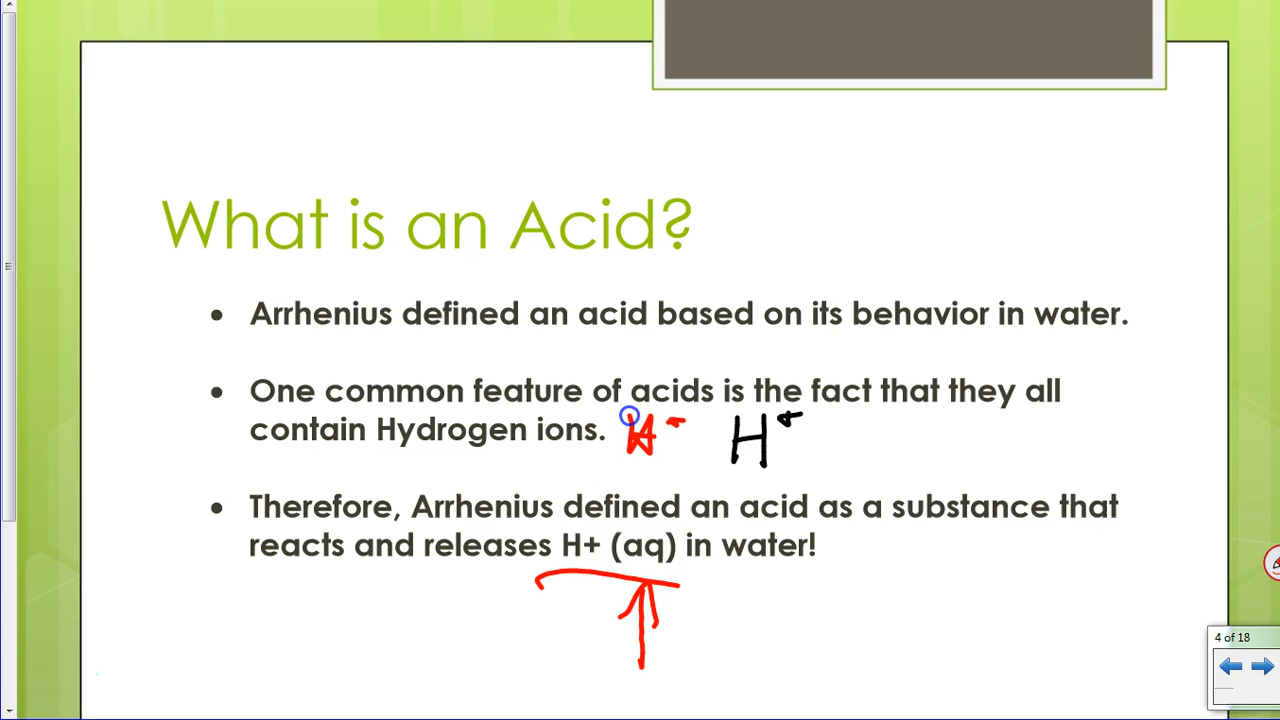 What is an Acid?
• Arrhenius defined an acid based on its behavior in water.
• One common feature of acids is the fact that they all
contain Hydrogen ions. H⁺
• Therefore, Arrhenius defined an acid as a substance that
reacts and releases H+ (aq) in water!
4 of 18